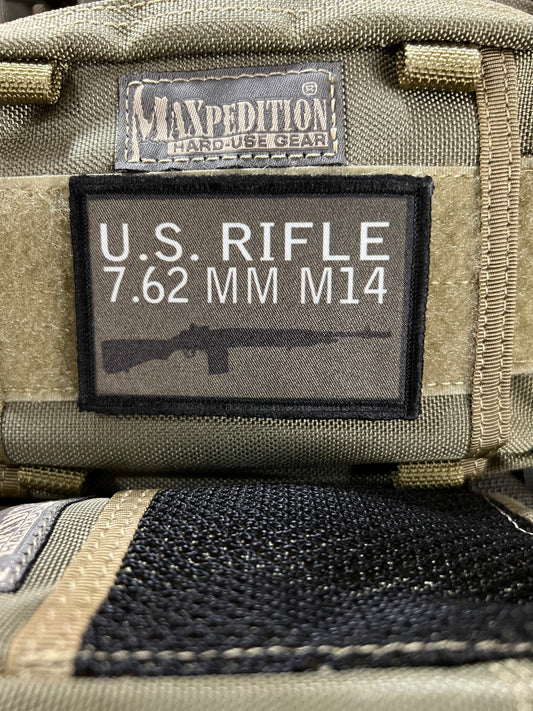 MAXPEDITION®
HARD-USE GEAR
U.S. RIFLE
7.62 MM M14